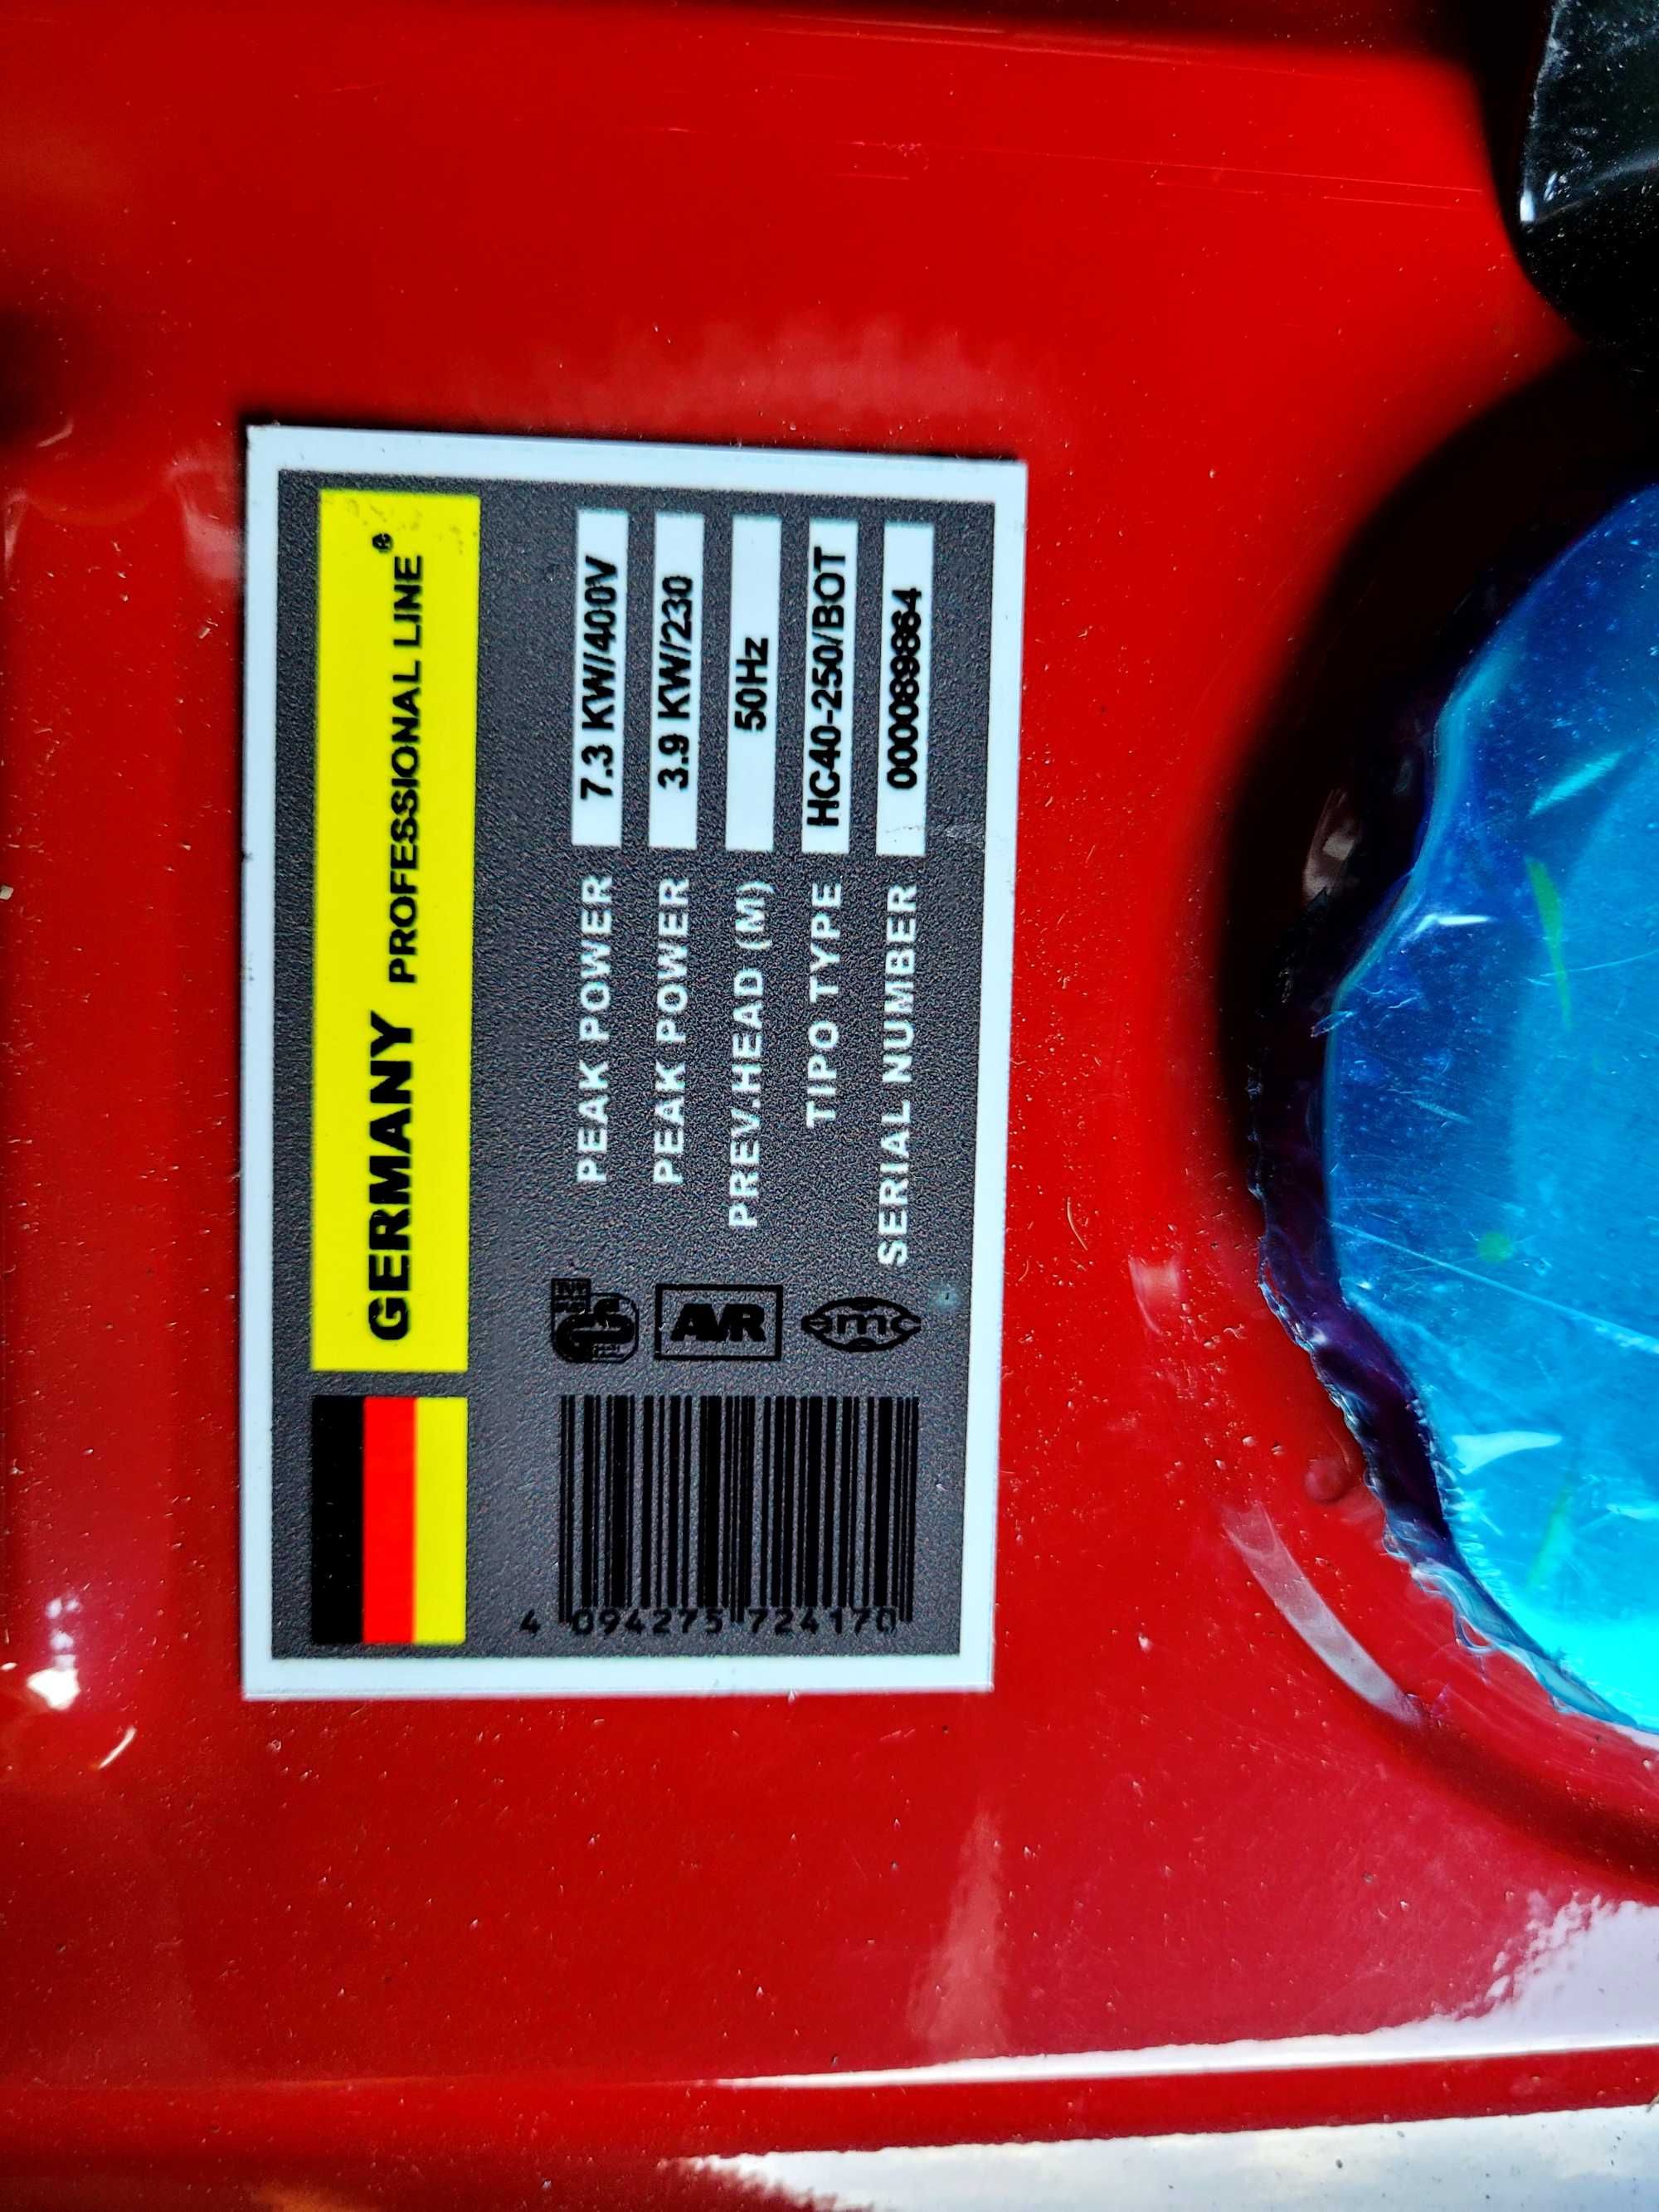 GERMANY PROFESSIONAL LINE®
PEAK POWER 7.3 KW/400V
PEAK POWER 3.9 KW/230
PREV.HEAD (M) 50Hz
TIPO TYPE HC40-250/BOT
SERIAL NUMBER 00089864
AVR
emc
4 094275 724170